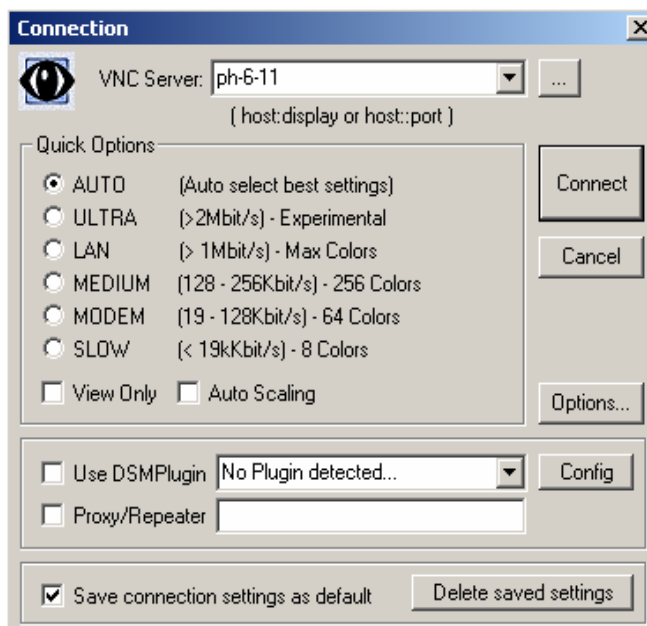 Connection
VNC Server: ph-6-11 ...
( host:display or host::port )
Quick Options
AUTO (Auto select best settings)
ULTRA (>2Mbit/s) - Experimental
LAN (> 1Mbit/s) - Max Colors
MEDIUM (128 - 256Kbit/s) - 256 Colors
MODEM (19 - 128Kbit/s) - 64 Colors
SLOW (< 19kKbit/s) - 8 Colors
View Only Auto Scaling
Connect
Cancel
Options...
Use DSMPlugin No Plugin detected... Config
Proxy/Repeater
Save connection settings as default Delete saved settings